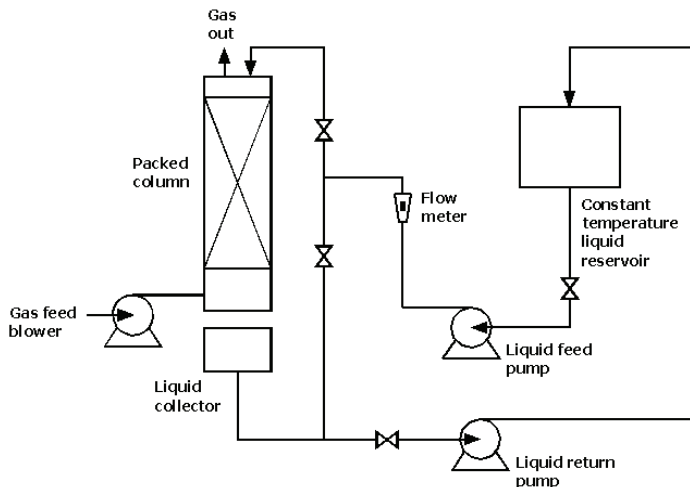 Gas
out
Packed
column
Flow
meter
Constant
temperature
liquid
reservoir
Gas feed
blower
Liquid feed
pump
Liquid
collector
Liquid return
pump